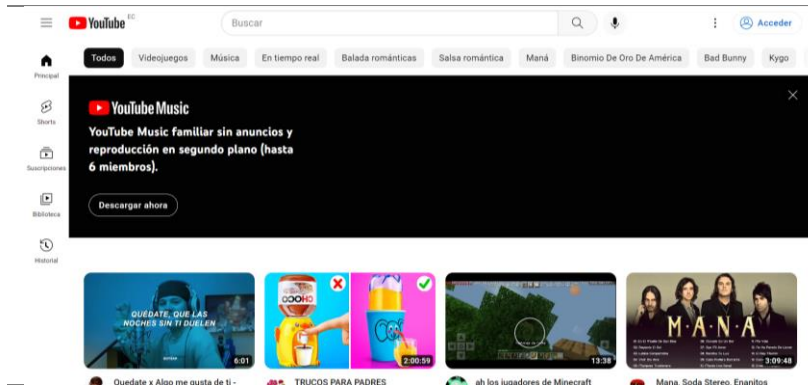 YouTube EC
Buscar
Acceder
Principal
Shorts
Suscripciones
Biblioteca
Historial
Todos
Videojuegos
Música
En tiempo real
Balada románticas
Salsa romántica
Maná
Binomio De Oro De América
Bad Bunny
Kygo
YouTube Music
YouTube Music familiar sin anuncios y
reproducción en segundo plano (hasta
6 miembros).
Descargar ahora
QUÉDATE, QUE LAS
NOCHES SIN TI DUELEN
6:01
Quedate x Algo me gusta de ti -
2:00:59
TRUCOS PARA PADRES
13:38
ah los jugadores de Minecraft
M·A·N·A
3:09:48
Mana, Soda Stereo, Enanitos